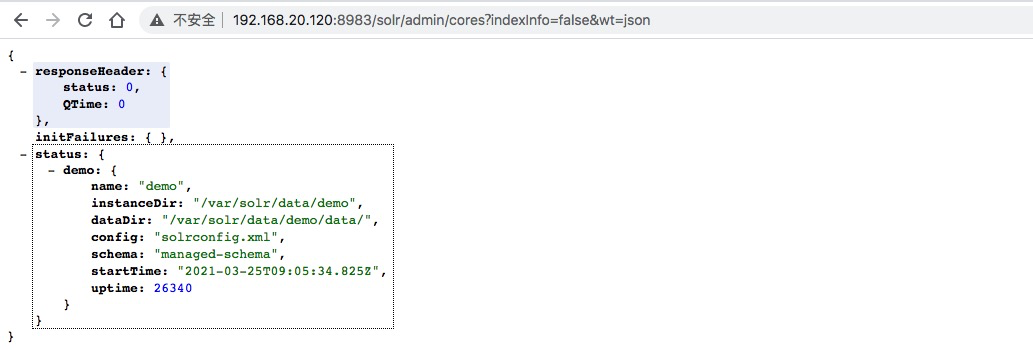 不安全 192.168.20.120:8983/solr/admin/cores?indexInfo=false&wt=json
{
– responseHeader: {
status: 0,
QTime: 0
},
initFailures: { },
– status: {
– demo: {
name: "demo",
instanceDir: "/var/solr/data/demo",
dataDir: "/var/solr/data/demo/data/",
config: "solrconfig.xml",
schema: "managed-schema",
startTime: "2021-03-25T09:05:34.825Z",
uptime: 26340
}
}
}